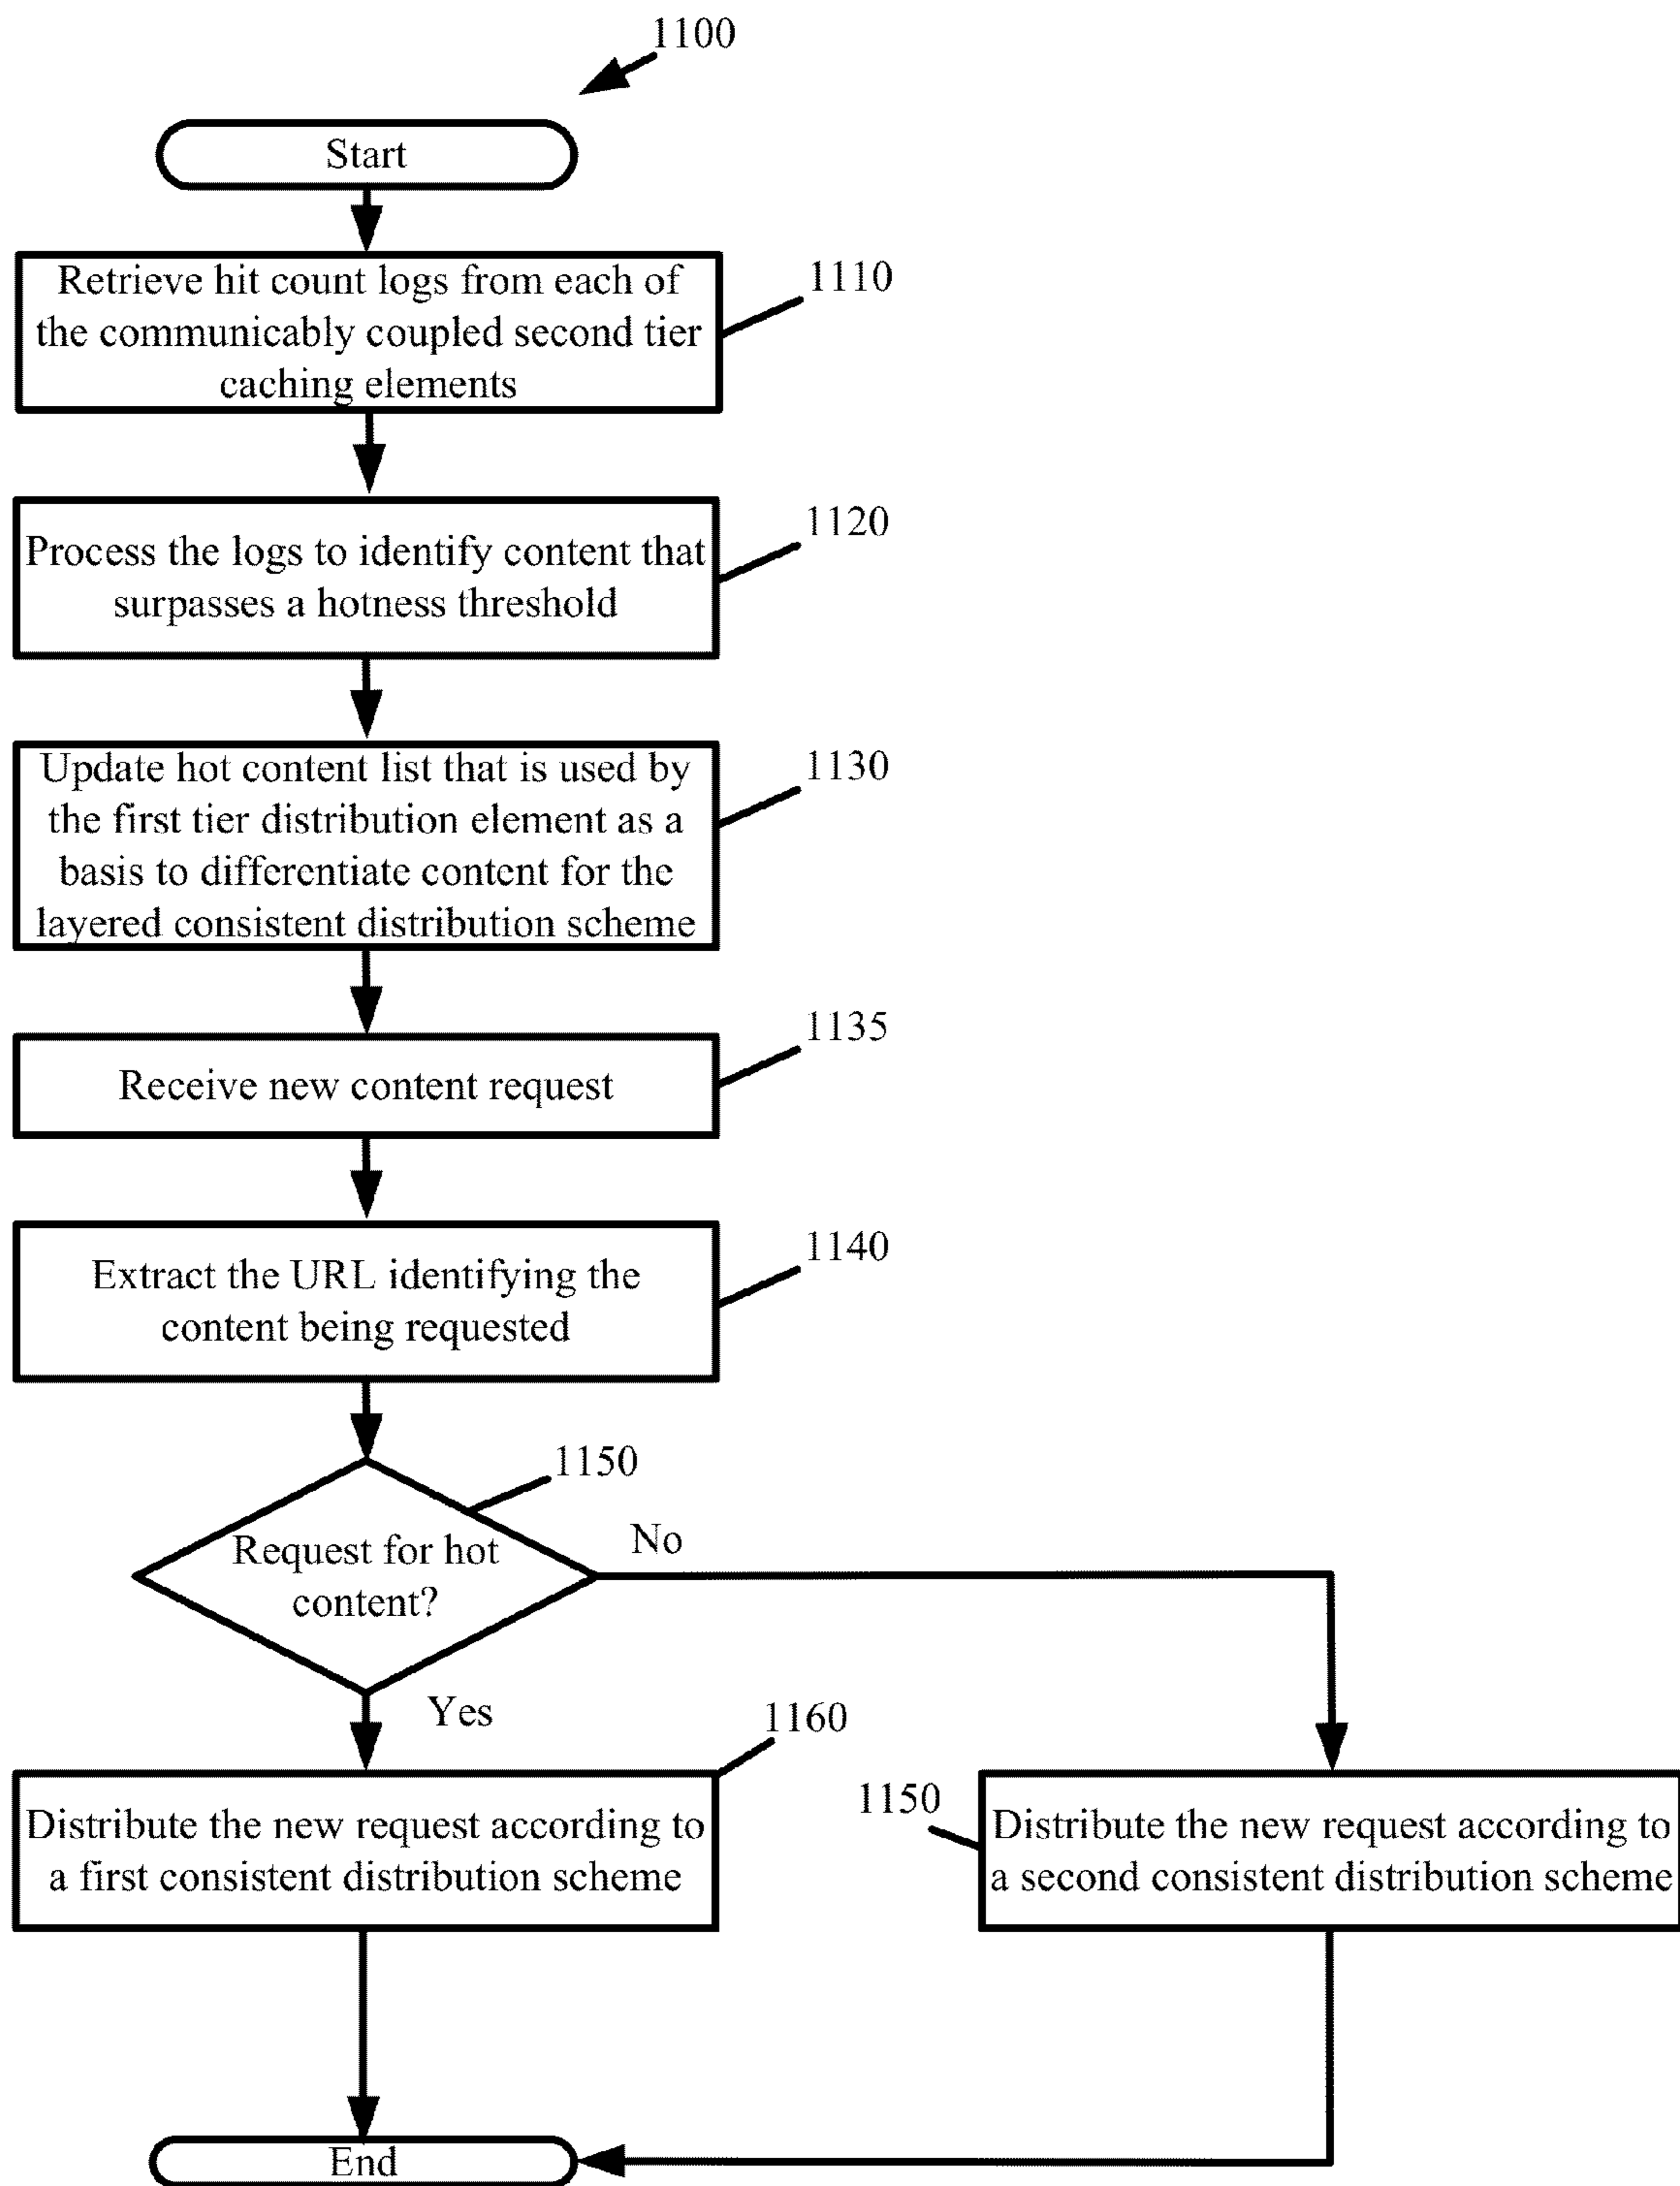 1100
Start
Retrieve hit count logs from each of
the communicably coupled second tier
caching elements
1110
Process the logs to identify content that
surpasses a hotness threshold
1120
Update hot content list that is used by
the first tier distribution element as a
basis to differentiate content for the
layered consistent distribution scheme
1130
Receive new content request
1135
Extract the URL identifying the
content being requested
1140
Request for hot
content?
1150
No
Yes
Distribute the new request according to
a first consistent distribution scheme
1160
1150
Distribute the new request according to
a second consistent distribution scheme
End